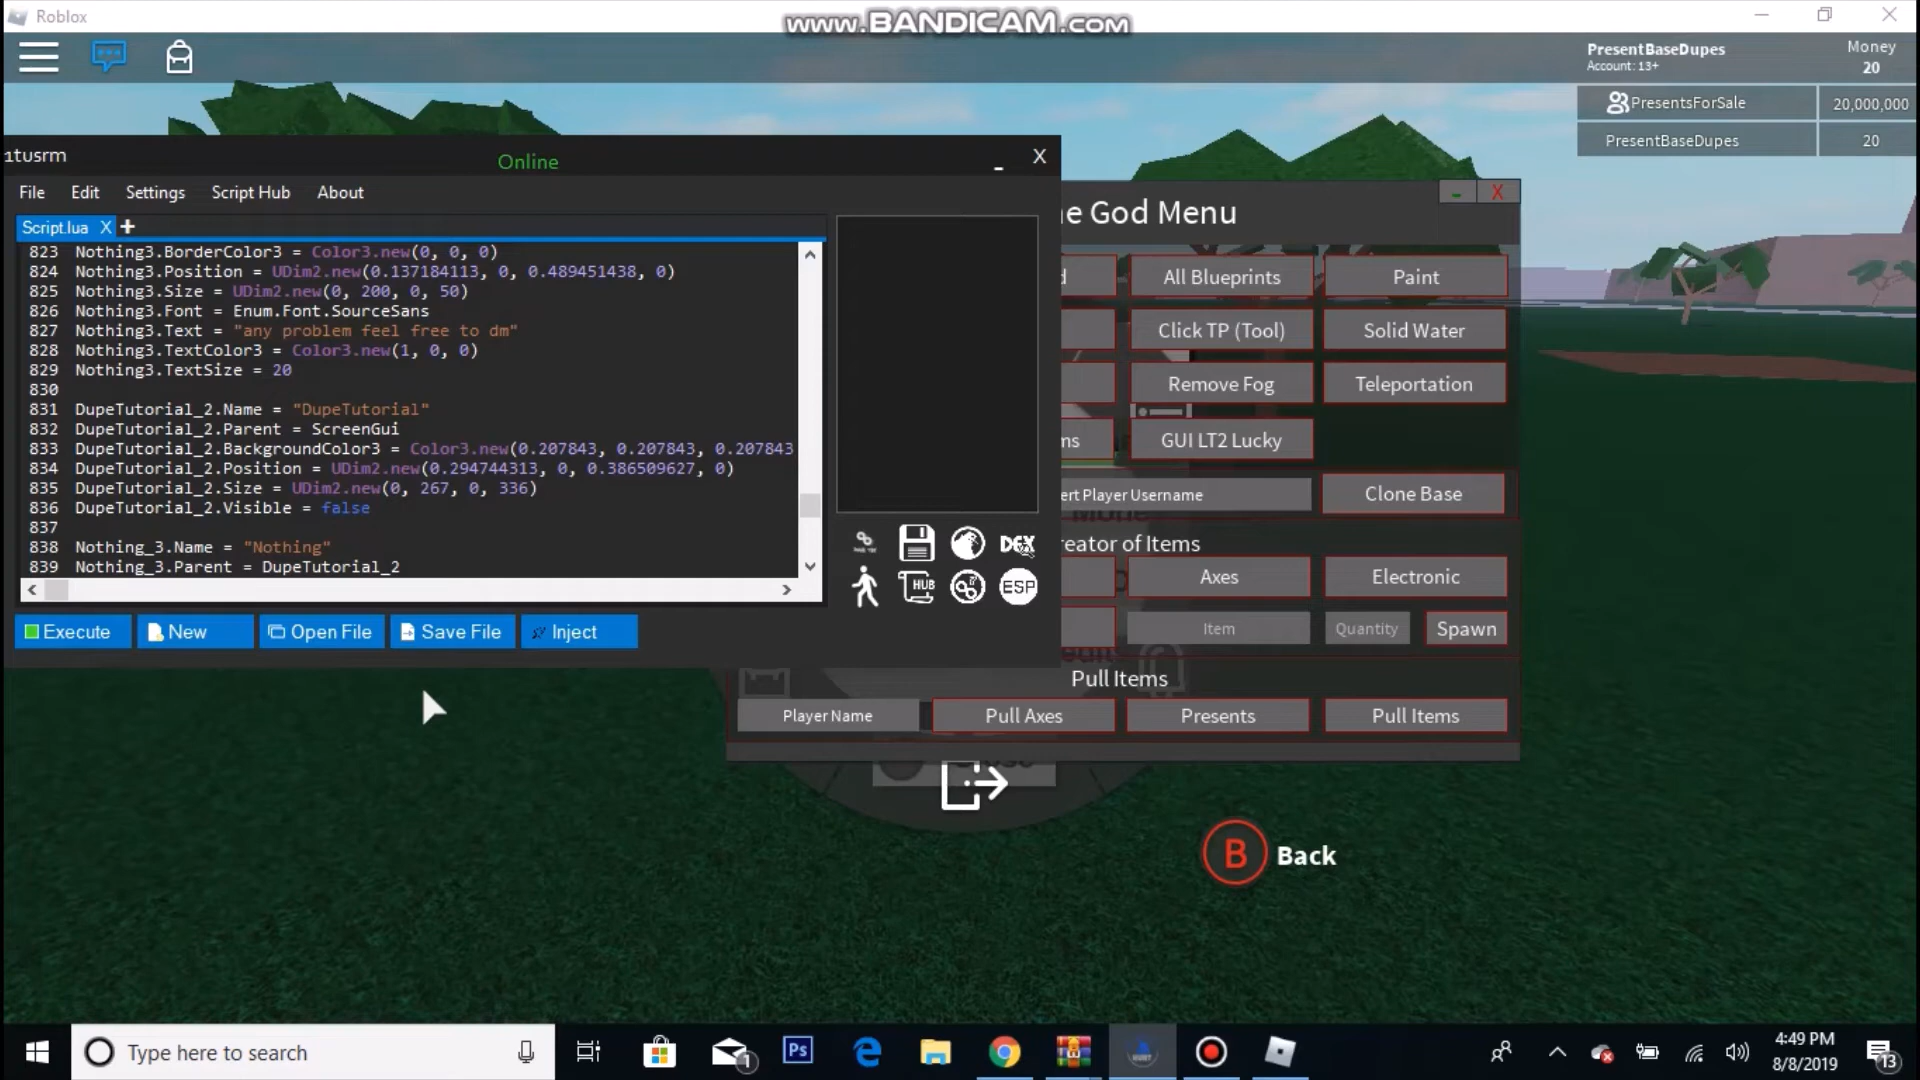 Roblox
www.BANDICAM.com
PresentBaseDupes
Account: 13+
Money
20
PresentsForSale
20,000,000
PresentBaseDupes
20
1tusrm
Online
X
File
Edit
Settings
Script Hub
About
Script.lua X +
823 Nothing3.BorderColor3 = Color3.new(0, 0, 0)
824 Nothing3.Position = UDim2.new(0.137184113, 0, 0.489451438, 0)
825 Nothing3.Size = UDim2.new(0, 200, 0, 50)
826 Nothing3.Font = Enum.Font.SourceSans
827 Nothing3.Text = "any problem feel free to dm"
828 Nothing3.TextColor3 = Color3.new(1, 0, 0)
829 Nothing3.TextSize = 20
830
831 DupeTutorial_2.Name = "DupeTutorial"
832 DupeTutorial_2.Parent = ScreenGui
833 DupeTutorial_2.BackgroundColor3 = Color3.new(0.207843, 0.207843, 0.207843
834 DupeTutorial_2.Position = UDim2.new(0.294744313, 0, 0.386509627, 0)
835 DupeTutorial_2.Size = UDim2.new(0, 267, 0, 336)
836 DupeTutorial_2.Visible = false
837
838 Nothing_3.Name = "Nothing"
839 Nothing_3.Parent = DupeTutorial_2
DEX
HUB
ESP
Execute
New
Open File
Save File
Inject
- X
e God Menu
d
All Blueprints
Paint
Click TP (Tool)
Solid Water
Remove Fog
Teleportation
ms
GUI LT2 Lucky
ert Player Username
Clone Base
reator of Items
Axes
Electronic
Item
Quantity
Spawn
Pull Items
Player Name
Pull Axes
Presents
Pull Items
B Back
Type here to search
1
Ps
4:49 PM
8/8/2019
13